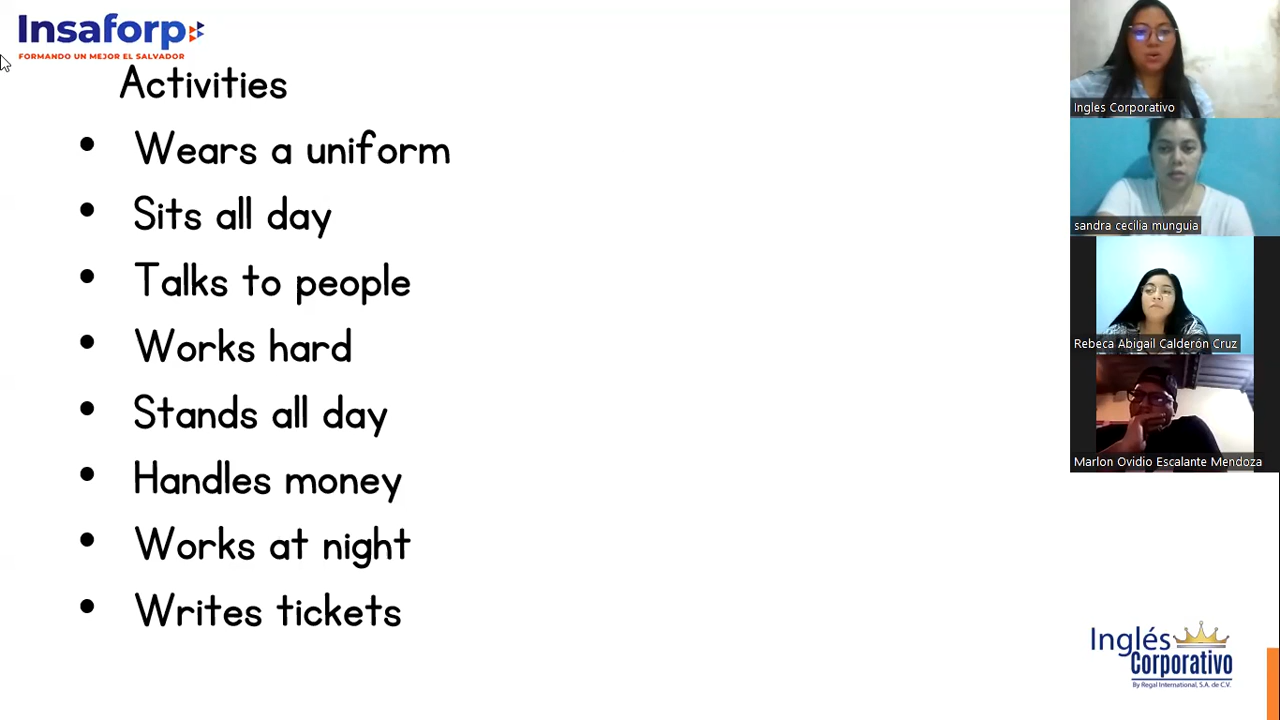 Insaforp
FORMANDO UN MEJOR EL SALVADOR
Activities
• Wears a uniform
• Sits all day
• Talks to people
• Works hard
• Stands all day
• Handles money
• Works at night
• Writes tickets
Ingles Corporativo
sandra cecilia munguia
Rebeca Abigail Calderón Cruz
Marlon Ovidio Escalante Mendoza
Inglés
Corporativo
By Regal International, S.A. de C.V.